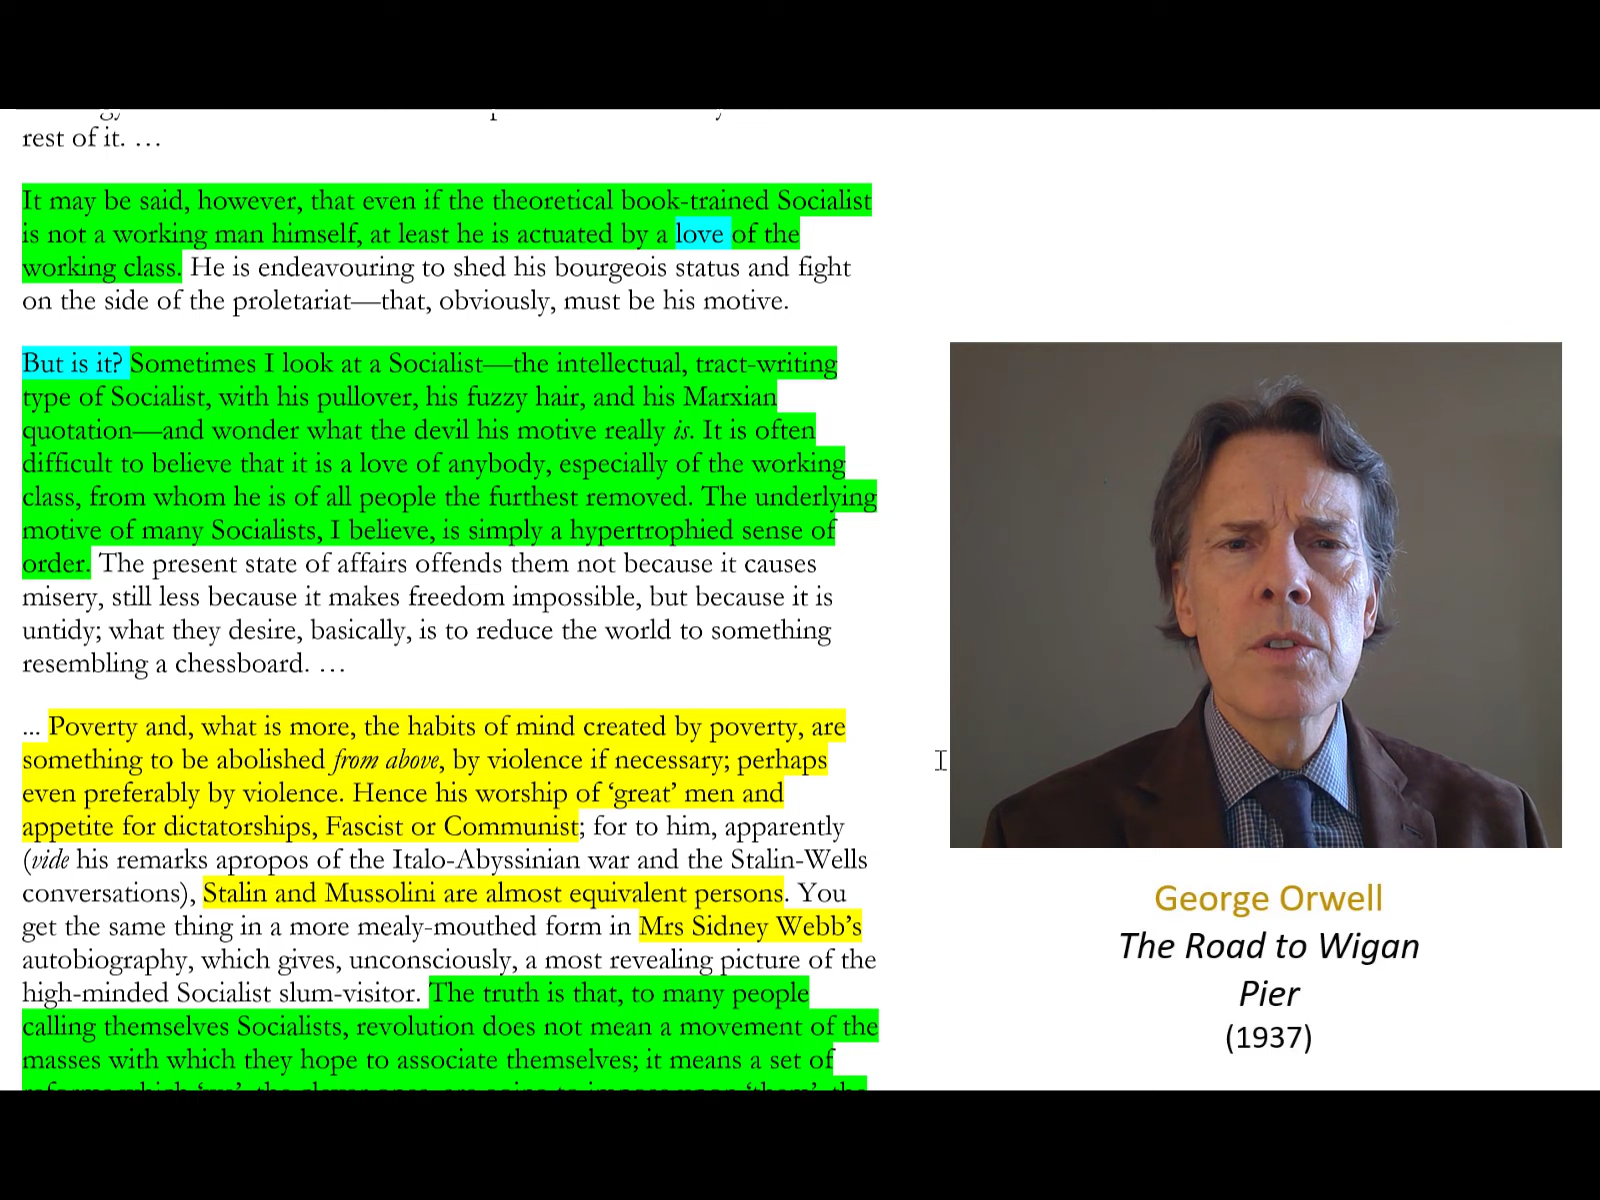 rest of it. …
It may be said, however, that even if the theoretical book-trained Socialist
is not a working man himself, at least he is actuated by a love of the
working class. He is endeavouring to shed his bourgeois status and fight
on the side of the proletariat—that, obviously, must be his motive.
But is it? Sometimes I look at a Socialist—the intellectual, tract-writing
type of Socialist, with his pullover, his fuzzy hair, and his Marxian
quotation—and wonder what the devil his motive really is. It is often
difficult to believe that it is a love of anybody, especially of the working
class, from whom he is of all people the furthest removed. The underlying
motive of many Socialists, I believe, is simply a hypertrophied sense of
order. The present state of affairs offends them not because it causes
misery, still less because it makes freedom impossible, but because it is
untidy; what they desire, basically, is to reduce the world to something
resembling a chessboard. …
... Poverty and, what is more, the habits of mind created by poverty, are
something to be abolished from above, by violence if necessary; perhaps
even preferably by violence. Hence his worship of ‘great’ men and
appetite for dictatorships, Fascist or Communist; for to him, apparently
(vide his remarks apropos of the Italo-Abyssinian war and the Stalin-Wells
conversations), Stalin and Mussolini are almost equivalent persons. You
get the same thing in a more mealy-mouthed form in Mrs Sidney Webb’s
autobiography, which gives, unconsciously, a most revealing picture of the
high-minded Socialist slum-visitor. The truth is that, to many people
calling themselves Socialists, revolution does not mean a movement of the
masses with which they hope to associate themselves; it means a set of
George Orwell
The Road to Wigan
Pier
(1937)